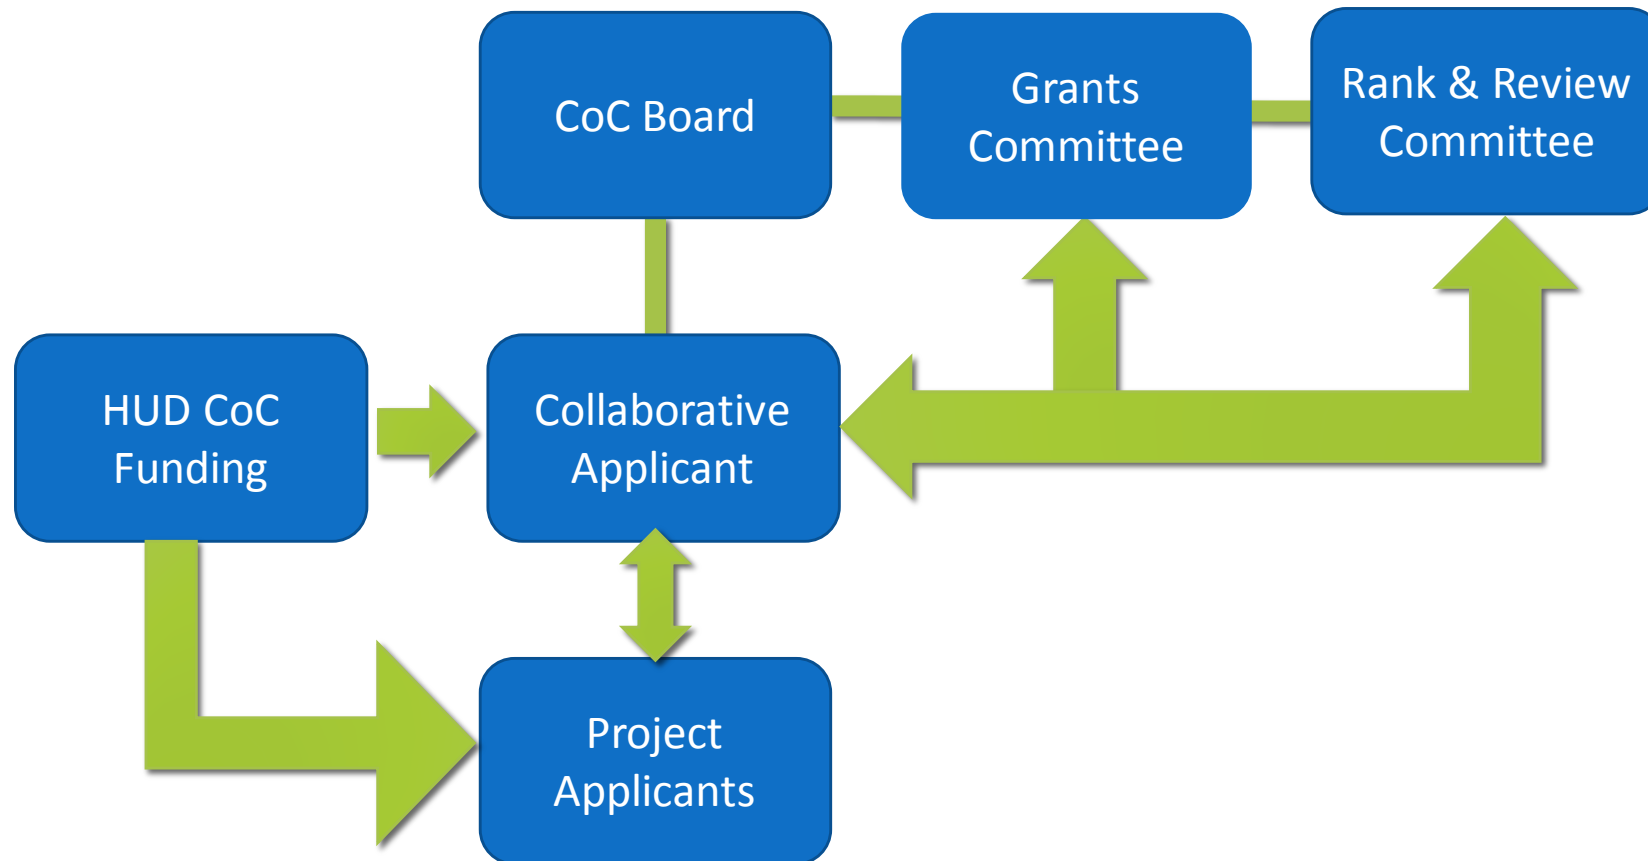 CoC Board
Grants
Committee
Rank & Review
Committee
HUD CoC
Funding
Collaborative
Applicant
Project
Applicants